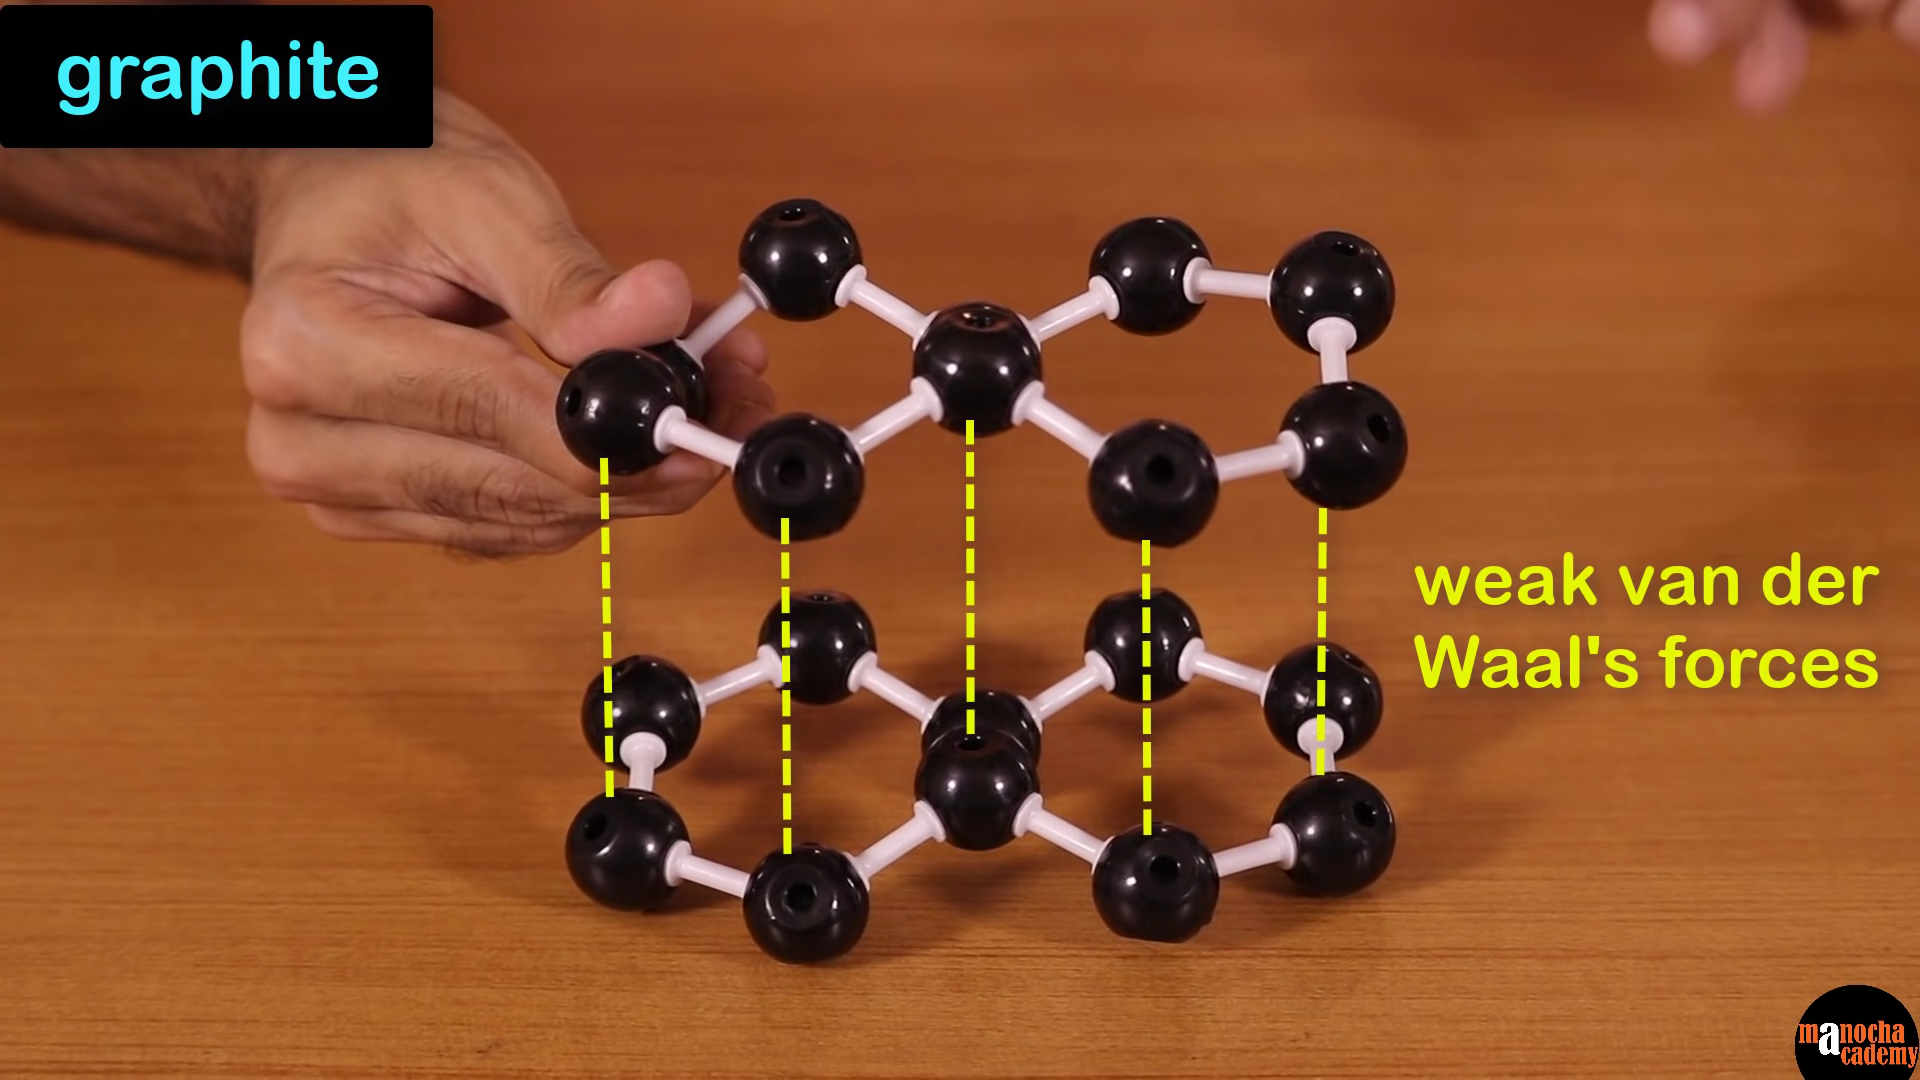 graphite
weak van der
Waal's forces
manocha
academy